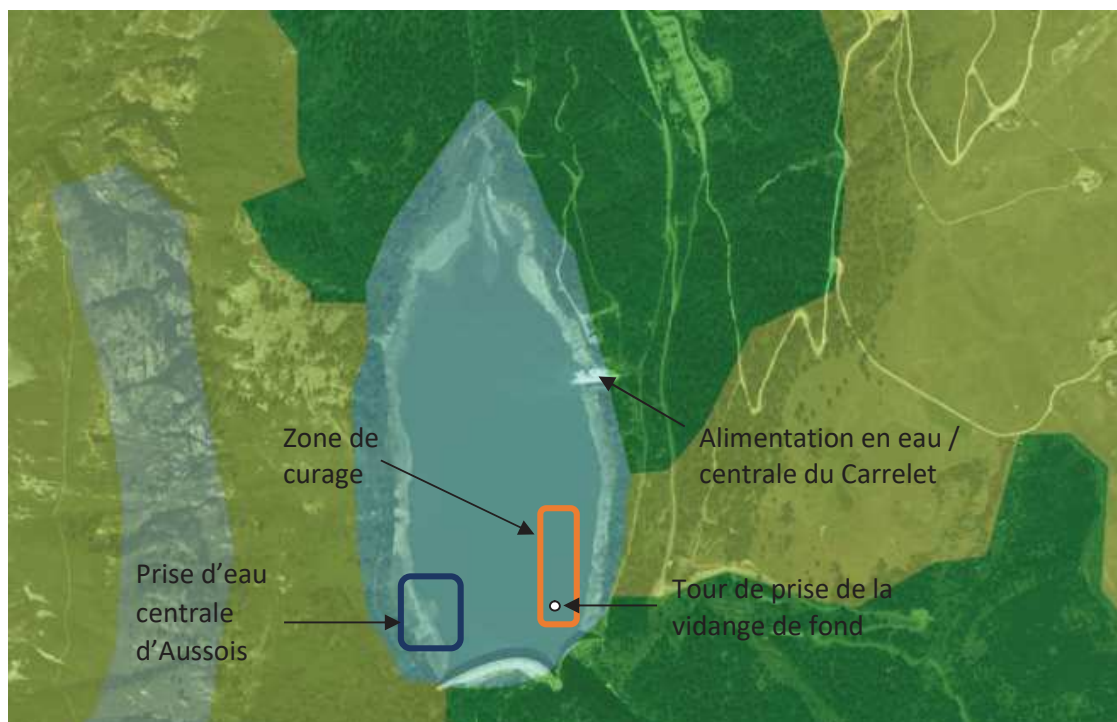 Zone de
curage
Alimentation en eau /
centrale du Carrelet
Prise d’eau
centrale
d’Aussois
Tour de prise de la
vidange de fond